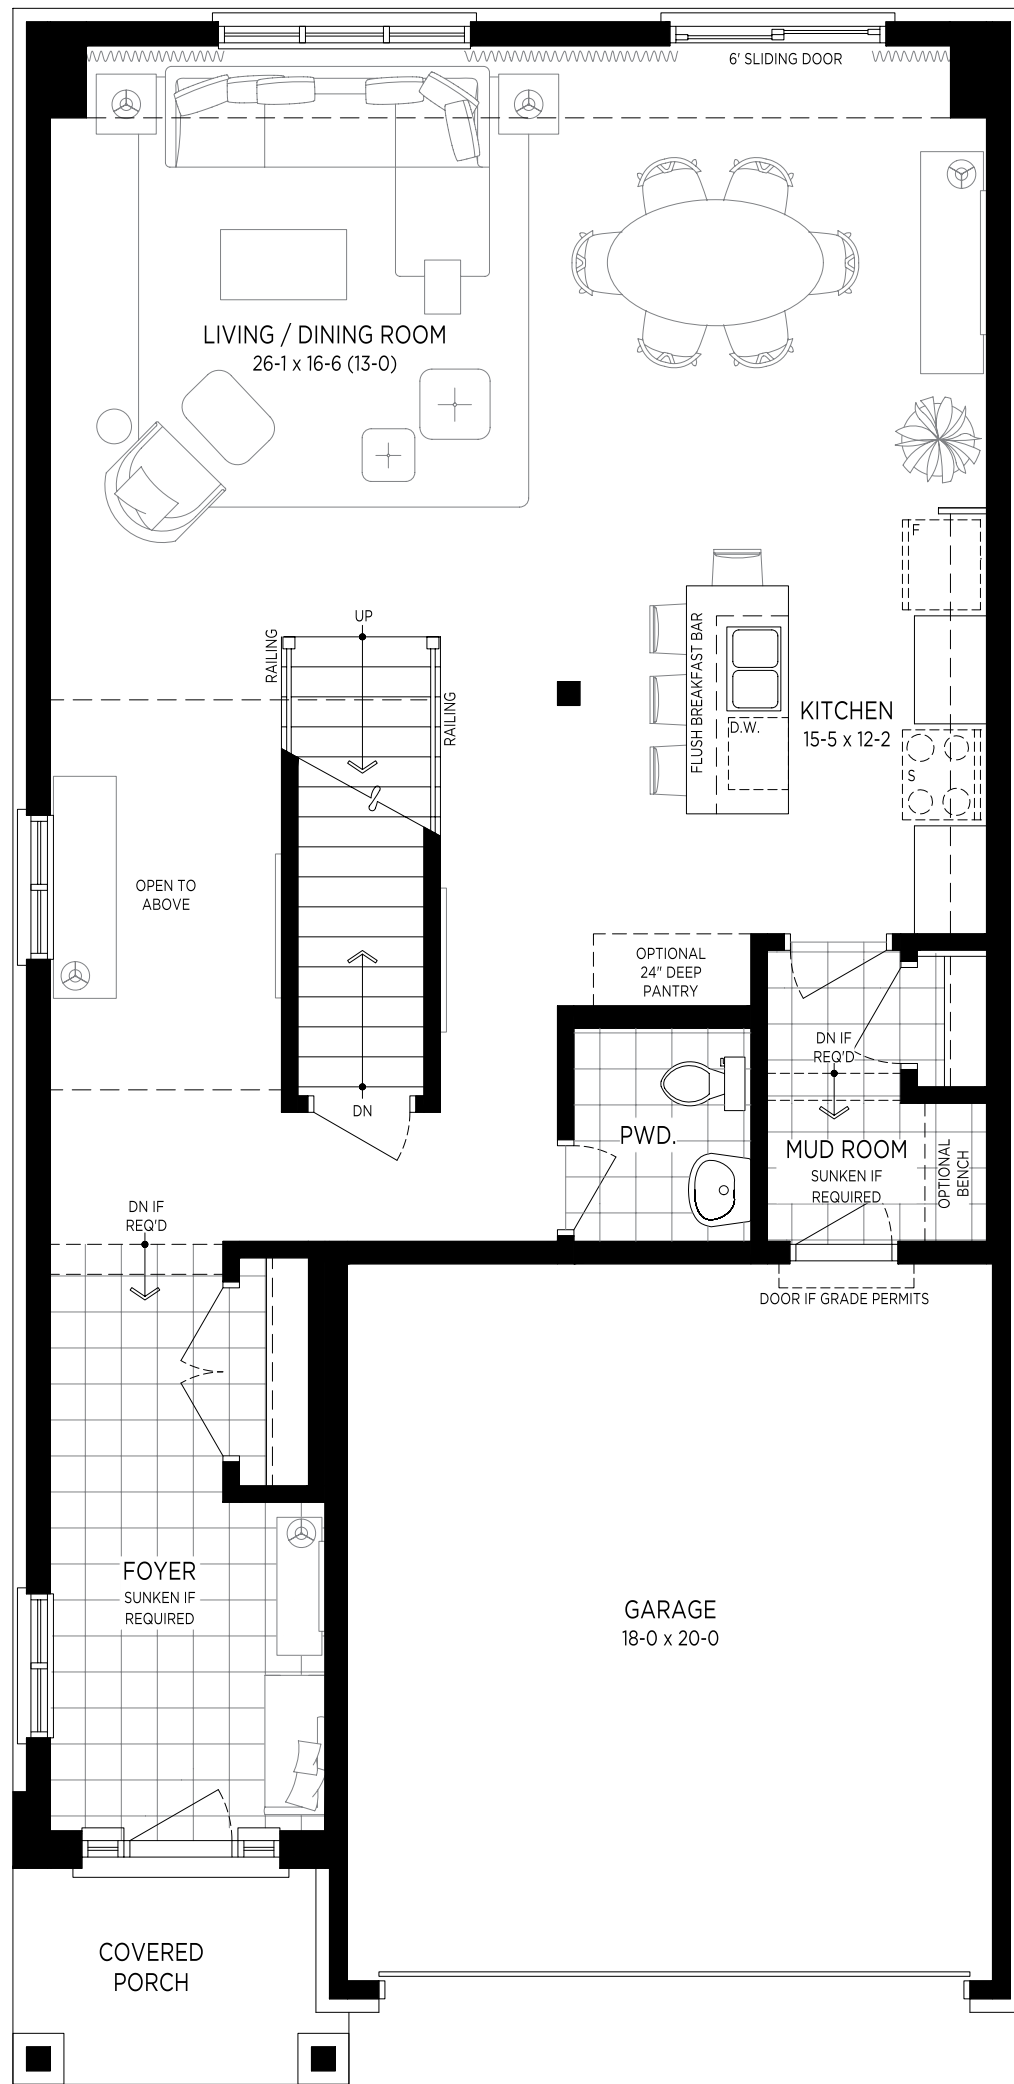 6' SLIDING DOOR
LIVING / DINING ROOM
26-1 x 16-6 (13-0)
F
UP
RAILING
RAILING
FLUSH BREAKFAST BAR
D.W.
KITCHEN
15-5 x 12-2
S
OPEN TO
ABOVE
OPTIONAL
24" DEEP
PANTRY
DN IF
REQ'D
DN
PWD.
MUD ROOM
SUNKEN IF
REQUIRED
OPTIONAL
BENCH
DN IF
REQ'D
DOOR IF GRADE PERMITS
FOYER
SUNKEN IF
REQUIRED
GARAGE
18-0 x 20-0
COVERED
PORCH